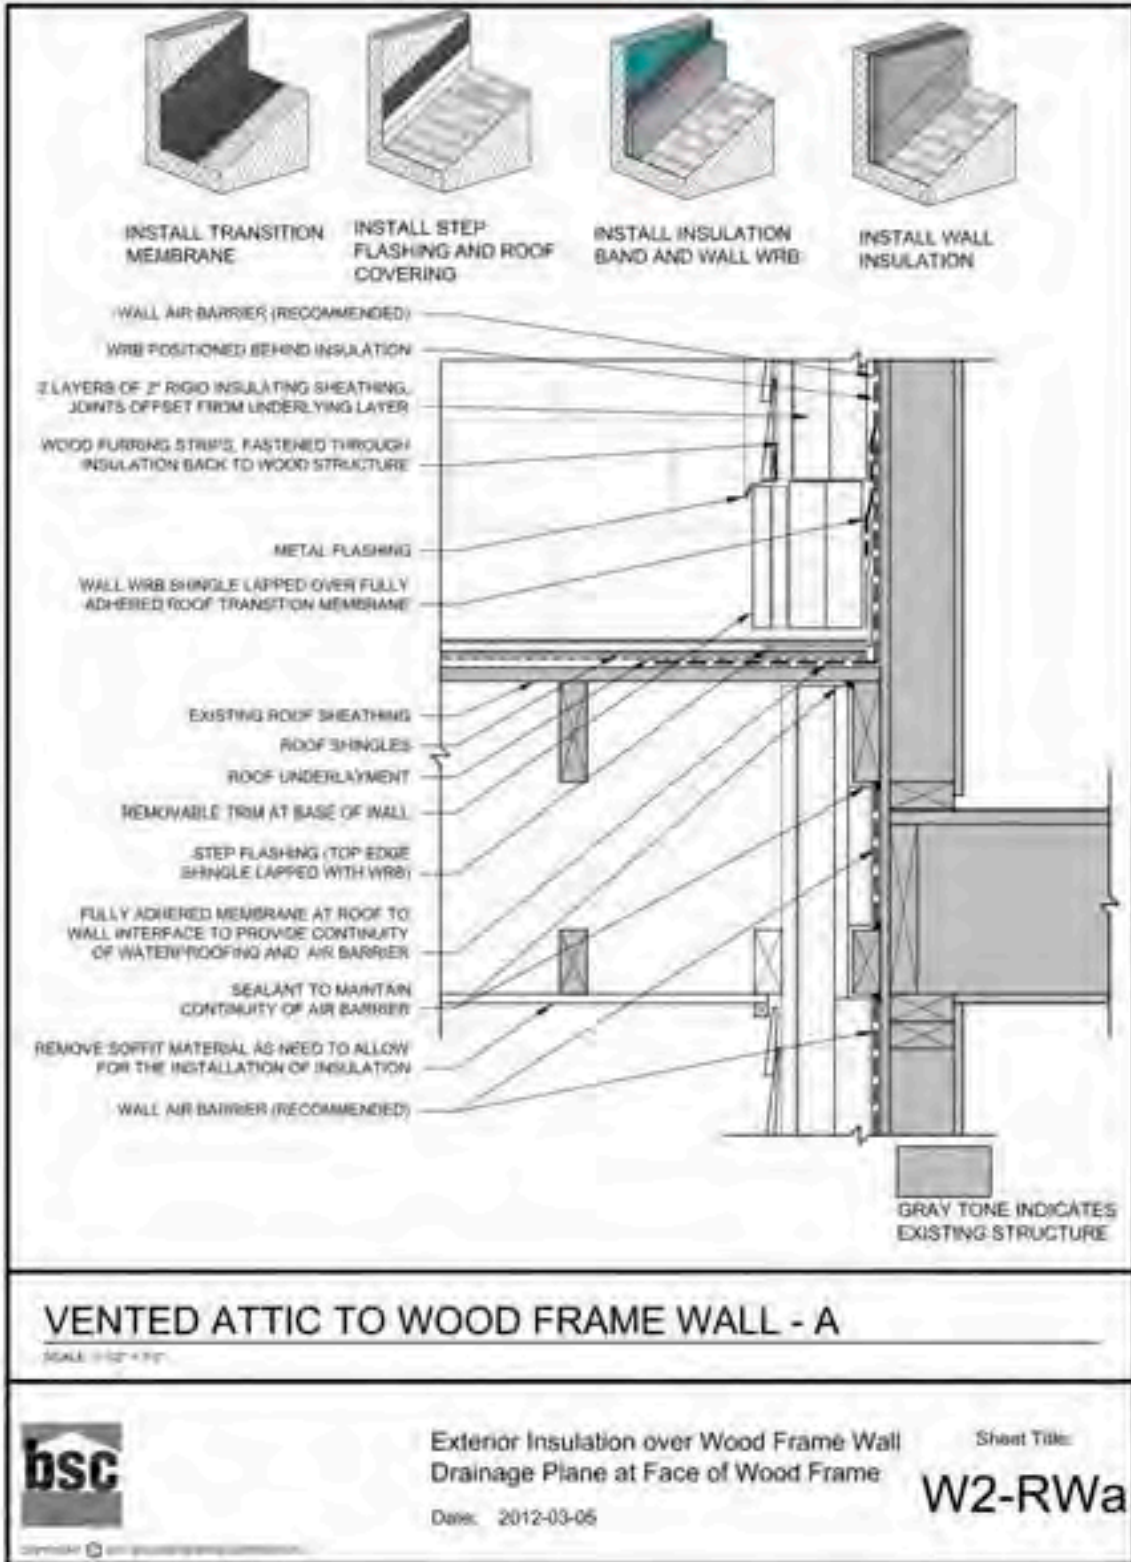 INSTALL TRANSITION
MEMBRANE
INSTALL STEP
FLASHING AND ROOF
COVERING
INSTALL INSULATION
BAND AND WALL WRB
INSTALL WALL
INSULATION
WALL AIR BARRIER (RECOMMENDED)
WRB POSITIONED BEHIND INSULATION
2 LAYERS OF 2" RIGID INSULATING SHEATHING,
JOINTS OFFSET FROM UNDERLYING LAYER
WOOD FURRING STRIPS, FASTENED THROUGH
INSULATION BACK TO WOOD STRUCTURE
METAL FLASHING
WALL WRB SHINGLE LAPPED OVER FULLY
ADHERED ROOF TRANSITION MEMBRANE
EXISTING ROOF SHEATHING
ROOF SHINGLES
ROOF UNDERLAYMENT
REMOVABLE TRIM AT BASE OF WALL
STEP FLASHING (TOP EDGE
SHINGLE LAPPED WITH WRB)
FULLY ADHERED MEMBRANE AT ROOF TO
WALL INTERFACE TO PROVIDE CONTINUITY
OF WATERPROOFING AND AIR BARRIER
SEALANT TO MAINTAIN
CONTINUITY OF AIR BARRIER
REMOVE SOFFIT MATERIAL AS NEED TO ALLOW
FOR THE INSTALLATION OF INSULATION
WALL AIR BARRIER (RECOMMENDED)
GRAY TONE INDICATES
EXISTING STRUCTURE
VENTED ATTIC TO WOOD FRAME WALL - A
SCALE:
bsc
Exterior Insulation over Wood Frame Wall
Drainage Plane at Face of Wood Frame
Date: 2012-03-05
Sheet Title:
W2-RWa
COPYRIGHT ©